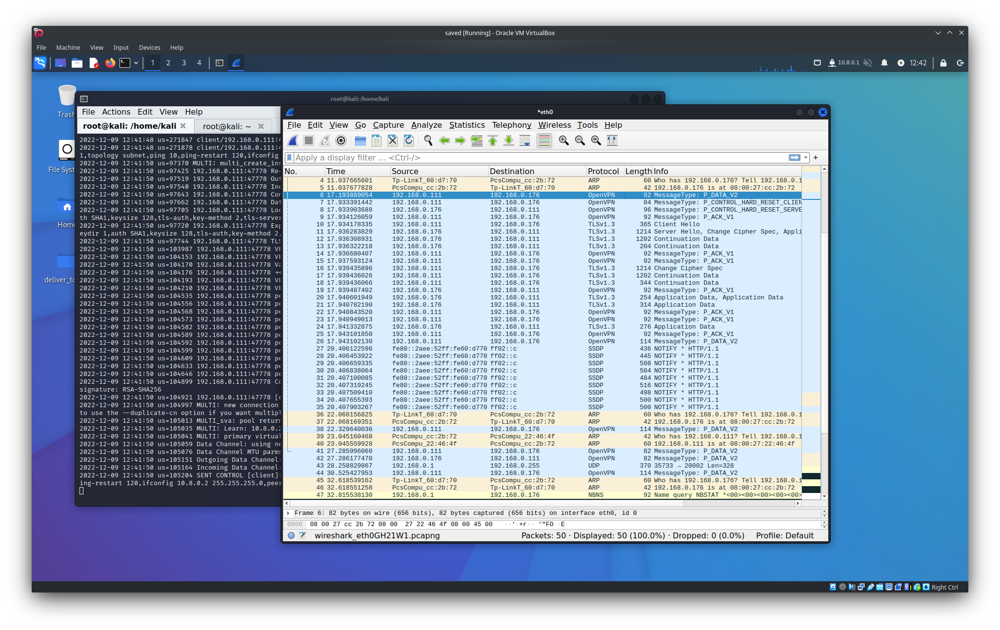 saved [Running] - Oracle VM VirtualBox
File Machine View Input Devices Help
1 2 3 4
10.8.0.1
12:42
Trash
File Syst
Home
deliver_to
root@kali: /home/kali
File Actions Edit View Help
root@kali: /home/kali
root@kali: ~
2022-12-09 12:41:48 us=271847 client/192.168.0.111:4
2022-12-09 12:41:48 us=271878 client/192.168.0.111:4
1,topology subnet,ping 10,ping-restart 120,ifconfig
2022-12-09 12:41:50 us=97370 MULTI: multi_create_ins
2022-12-09 12:41:50 us=97425 192.168.0.111:47778 Re-
2022-12-09 12:41:50 us=97519 192.168.0.111:47778 Out
2022-12-09 12:41:50 us=97540 192.168.0.111:47778 Inc
2022-12-09 12:41:50 us=97643 192.168.0.111:47778 Con
2022-12-09 12:41:50 us=97662 192.168.0.111:47778 Dat
2022-12-09 12:41:50 us=97705 192.168.0.111:47778 Loc
th SHA1,keysize 128,tls-auth,key-method 2,tls-server
2022-12-09 12:41:50 us=97720 192.168.0.111:47778 Exp
eydir 1,auth SHA1,keysize 128,tls-auth,key-method 2,
2022-12-09 12:41:50 us=97744 192.168.0.111:47778 TLS
2022-12-09 12:41:50 us=103987 192.168.0.111:47778 VE
2022-12-09 12:41:50 us=104153 192.168.0.111:47778 VE
2022-12-09 12:41:50 us=104170 192.168.0.111:47778 Va
2022-12-09 12:41:50 us=104176 192.168.0.111:47778 ++
2022-12-09 12:41:50 us=104193 192.168.0.111:47778 VE
2022-12-09 12:41:50 us=104210 192.168.0.111:47778 VE
2022-12-09 12:41:50 us=104535 192.168.0.111:47778 pe
2022-12-09 12:41:50 us=104556 192.168.0.111:47778 pe
2022-12-09 12:41:50 us=104568 192.168.0.111:47778 pe
2022-12-09 12:41:50 us=104573 192.168.0.111:47778 pe
2022-12-09 12:41:50 us=104582 192.168.0.111:47778 pe
2022-12-09 12:41:50 us=104589 192.168.0.111:47778 pe
2022-12-09 12:41:50 us=104592 192.168.0.111:47778 pe
2022-12-09 12:41:50 us=104599 192.168.0.111:47778 pe
2022-12-09 12:41:50 us=104609 192.168.0.111:47778 pe
2022-12-09 12:41:50 us=104633 192.168.0.111:47778 pe
2022-12-09 12:41:50 us=104646 192.168.0.111:47778 pe
2022-12-09 12:41:50 us=104899 192.168.0.111:47778 Co
signature: RSA-SHA256
2022-12-09 12:41:50 us=104921 192.168.0.111:47778 [c
2022-12-09 12:41:50 us=104997 MULTI: new connection
to use the --duplicate-cn option if you want multipl
2022-12-09 12:41:50 us=105013 MULTI_sva: pool return
2022-12-09 12:41:50 us=105035 MULTI: Learn: 10.8.0.2
2022-12-09 12:41:50 us=105041 MULTI: primary virtual
2022-12-09 12:41:50 us=105059 Data Channel: using ne
2022-12-09 12:41:50 us=105076 Data Channel MTU parms
2022-12-09 12:41:50 us=105151 Outgoing Data Channel:
2022-12-09 12:41:50 us=105164 Incoming Data Channel:
2022-12-09 12:41:50 us=105204 SENT CONTROL [client]:
ing-restart 120,ifconfig 10.8.0.2 255.255.255.0,peer
*eth0
File Edit View Go Capture Analyze Statistics Telephony Wireless Tools Help
Apply a display filter ... <Ctrl-/>
No. Time Source Destination Protocol Length Info
4 11.037665601 Tp-LinkT_60:d7:70 PcsCompu_cc:2b:72 ARP 60 Who has 192.168.0.176? Tell 192.168.0.1
5 11.037677828 PcsCompu_cc:2b:72 Tp-LinkT_60:d7:70 ARP 42 192.168.0.176 is at 08:00:27:cc:2b:72
6 17.193889054 192.168.0.111 192.168.0.176 OpenVPN 82 MessageType: P_DATA_V2
7 17.933391442 192.168.0.111 192.168.0.176 OpenVPN 84 MessageType: P_CONTROL_HARD_RESET_CLIEN
8 17.933903688 192.168.0.176 192.168.0.111 OpenVPN 96 MessageType: P_CONTROL_HARD_RESET_SERVE
9 17.934126059 192.168.0.111 192.168.0.176 OpenVPN 92 MessageType: P_ACK_V1
10 17.934178335 192.168.0.111 192.168.0.176 TLSv1.3 365 Client Hello
11 17.936283829 192.168.0.176 192.168.0.111 TLSv1.3 1214 Server Hello, Change Cipher Spec, Appli
12 17.936308931 192.168.0.176 192.168.0.111 TLSv1.3 1202 Continuation Data
13 17.936322218 192.168.0.176 192.168.0.111 TLSv1.3 204 Continuation Data
14 17.936680407 192.168.0.111 192.168.0.176 OpenVPN 92 MessageType: P_ACK_V1
15 17.937593124 192.168.0.111 192.168.0.176 OpenVPN 92 MessageType: P_ACK_V1
16 17.939435896 192.168.0.111 192.168.0.176 TLSv1.3 1214 Change Cipher Spec
17 17.939436026 192.168.0.111 192.168.0.176 TLSv1.3 1202 Continuation Data
18 17.939436066 192.168.0.111 192.168.0.176 TLSv1.3 344 Continuation Data
19 17.939487402 192.168.0.176 192.168.0.111 OpenVPN 92 MessageType: P_ACK_V1
20 17.940601949 192.168.0.176 192.168.0.111 TLSv1.3 254 Application Data, Application Data
21 17.940782190 192.168.0.176 192.168.0.111 TLSv1.3 314 Application Data
22 17.940843520 192.168.0.111 192.168.0.176 OpenVPN 92 MessageType: P_ACK_V1
23 17.940949013 192.168.0.111 192.168.0.176 OpenVPN 92 MessageType: P_ACK_V1
24 17.941332875 192.168.0.176 192.168.0.111 TLSv1.3 276 Application Data
25 17.943101850 192.168.0.111 192.168.0.176 OpenVPN 92 MessageType: P_ACK_V1
26 17.943102130 192.168.0.111 192.168.0.176 OpenVPN 114 MessageType: P_DATA_V2
27 20.406122596 fe80::2aee:52ff:fe60:d770 ff02::c SSDP 436 NOTIFY * HTTP/1.1
28 20.406453922 fe80::2aee:52ff:fe60:d770 ff02::c SSDP 445 NOTIFY * HTTP/1.1
29 20.406659335 fe80::2aee:52ff:fe60:d770 ff02::c SSDP 508 NOTIFY * HTTP/1.1
30 20.406838064 fe80::2aee:52ff:fe60:d770 ff02::c SSDP 504 NOTIFY * HTTP/1.1
31 20.407100085 fe80::2aee:52ff:fe60:d770 ff02::c SSDP 484 NOTIFY * HTTP/1.1
32 20.407319245 fe80::2aee:52ff:fe60:d770 ff02::c SSDP 516 NOTIFY * HTTP/1.1
33 20.407509410 fe80::2aee:52ff:fe60:d770 ff02::c SSDP 498 NOTIFY * HTTP/1.1
34 20.407655393 fe80::2aee:52ff:fe60:d770 ff02::c SSDP 500 NOTIFY * HTTP/1.1
35 20.407903267 fe80::2aee:52ff:fe60:d770 ff02::c SSDP 500 NOTIFY * HTTP/1.1
36 22.068156825 Tp-LinkT_60:d7:70 PcsCompu_cc:2b:72 ARP 60 Who has 192.168.0.176? Tell 192.168.0.1
37 22.068169351 PcsCompu_cc:2b:72 Tp-LinkT_60:d7:70 ARP 42 192.168.0.176 is at 08:00:27:cc:2b:72
38 22.329640036 192.168.0.111 192.168.0.176 OpenVPN 114 MessageType: P_DATA_V2
39 23.045160468 PcsCompu_cc:2b:72 PcsCompu_22:46:4f ARP 42 Who has 192.168.0.111? Tell 192.168.0.1
40 23.045559928 PcsCompu_22:46:4f PcsCompu_cc:2b:72 ARP 60 192.168.0.111 is at 08:00:27:22:46:4f
41 27.285996060 192.168.0.111 192.168.0.176 OpenVPN 82 MessageType: P_DATA_V2
42 27.286177470 192.168.0.176 192.168.0.111 OpenVPN 82 MessageType: P_DATA_V2
43 28.258829867 192.168.0.1 192.168.0.255 UDP 370 35733 → 20002 Len=328
44 30.525427953 192.168.0.111 192.168.0.176 OpenVPN 114 MessageType: P_DATA_V2
45 32.618539162 Tp-LinkT_60:d7:70 PcsCompu_cc:2b:72 ARP 60 Who has 192.168.0.176? Tell 192.168.0.1
46 32.618551258 PcsCompu_cc:2b:72 Tp-LinkT_60:d7:70 ARP 42 192.168.0.176 is at 08:00:27:cc:2b:72
47 32.815538130 192.168.0.1 192.168.0.176 NBNS 92 Name query NBSTAT *<00><00><00><00><00>
Frame 6: 82 bytes on wire (656 bits), 82 bytes captured (656 bits) on interface eth0, id 0
0000 08 00 27 cc 2b 72 08 00 27 22 46 4f 08 00 45 00 ··'·+r·· '"FO··E·
wireshark_eth0GH21W1.pcapng
Packets: 50 · Displayed: 50 (100.0%) · Dropped: 0 (0.0%)
Profile: Default
Right Ctrl